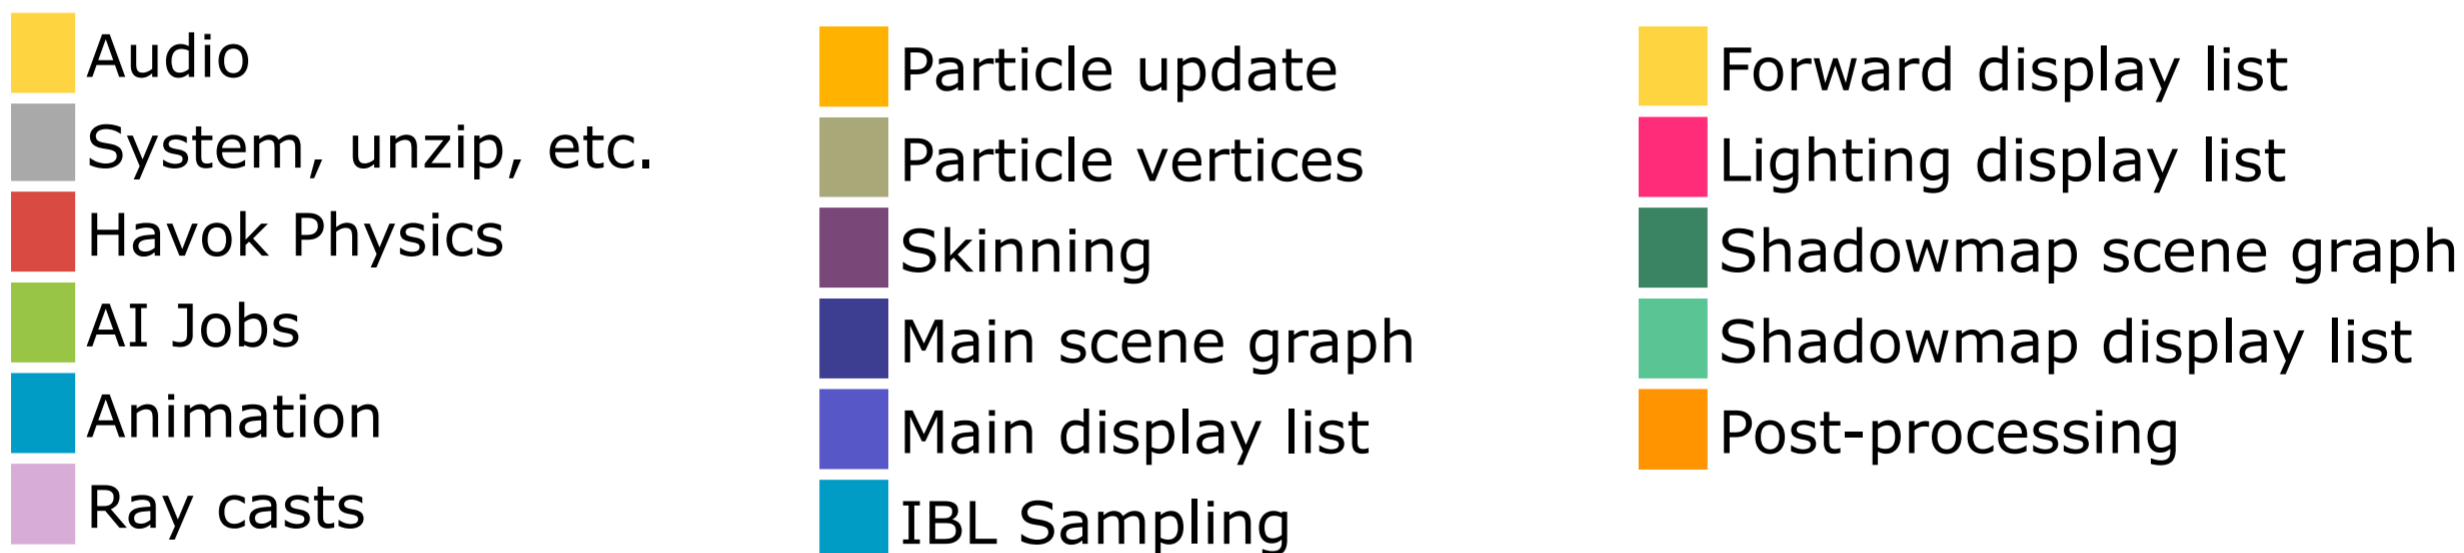 Audio
System, unzip, etc.
Havok Physics
AI Jobs
Animation
Ray casts
Particle update
Particle vertices
Skinning
Main scene graph
Main display list
IBL Sampling
Forward display list
Lighting display list
Shadowmap scene graph
Shadowmap display list
Post-processing